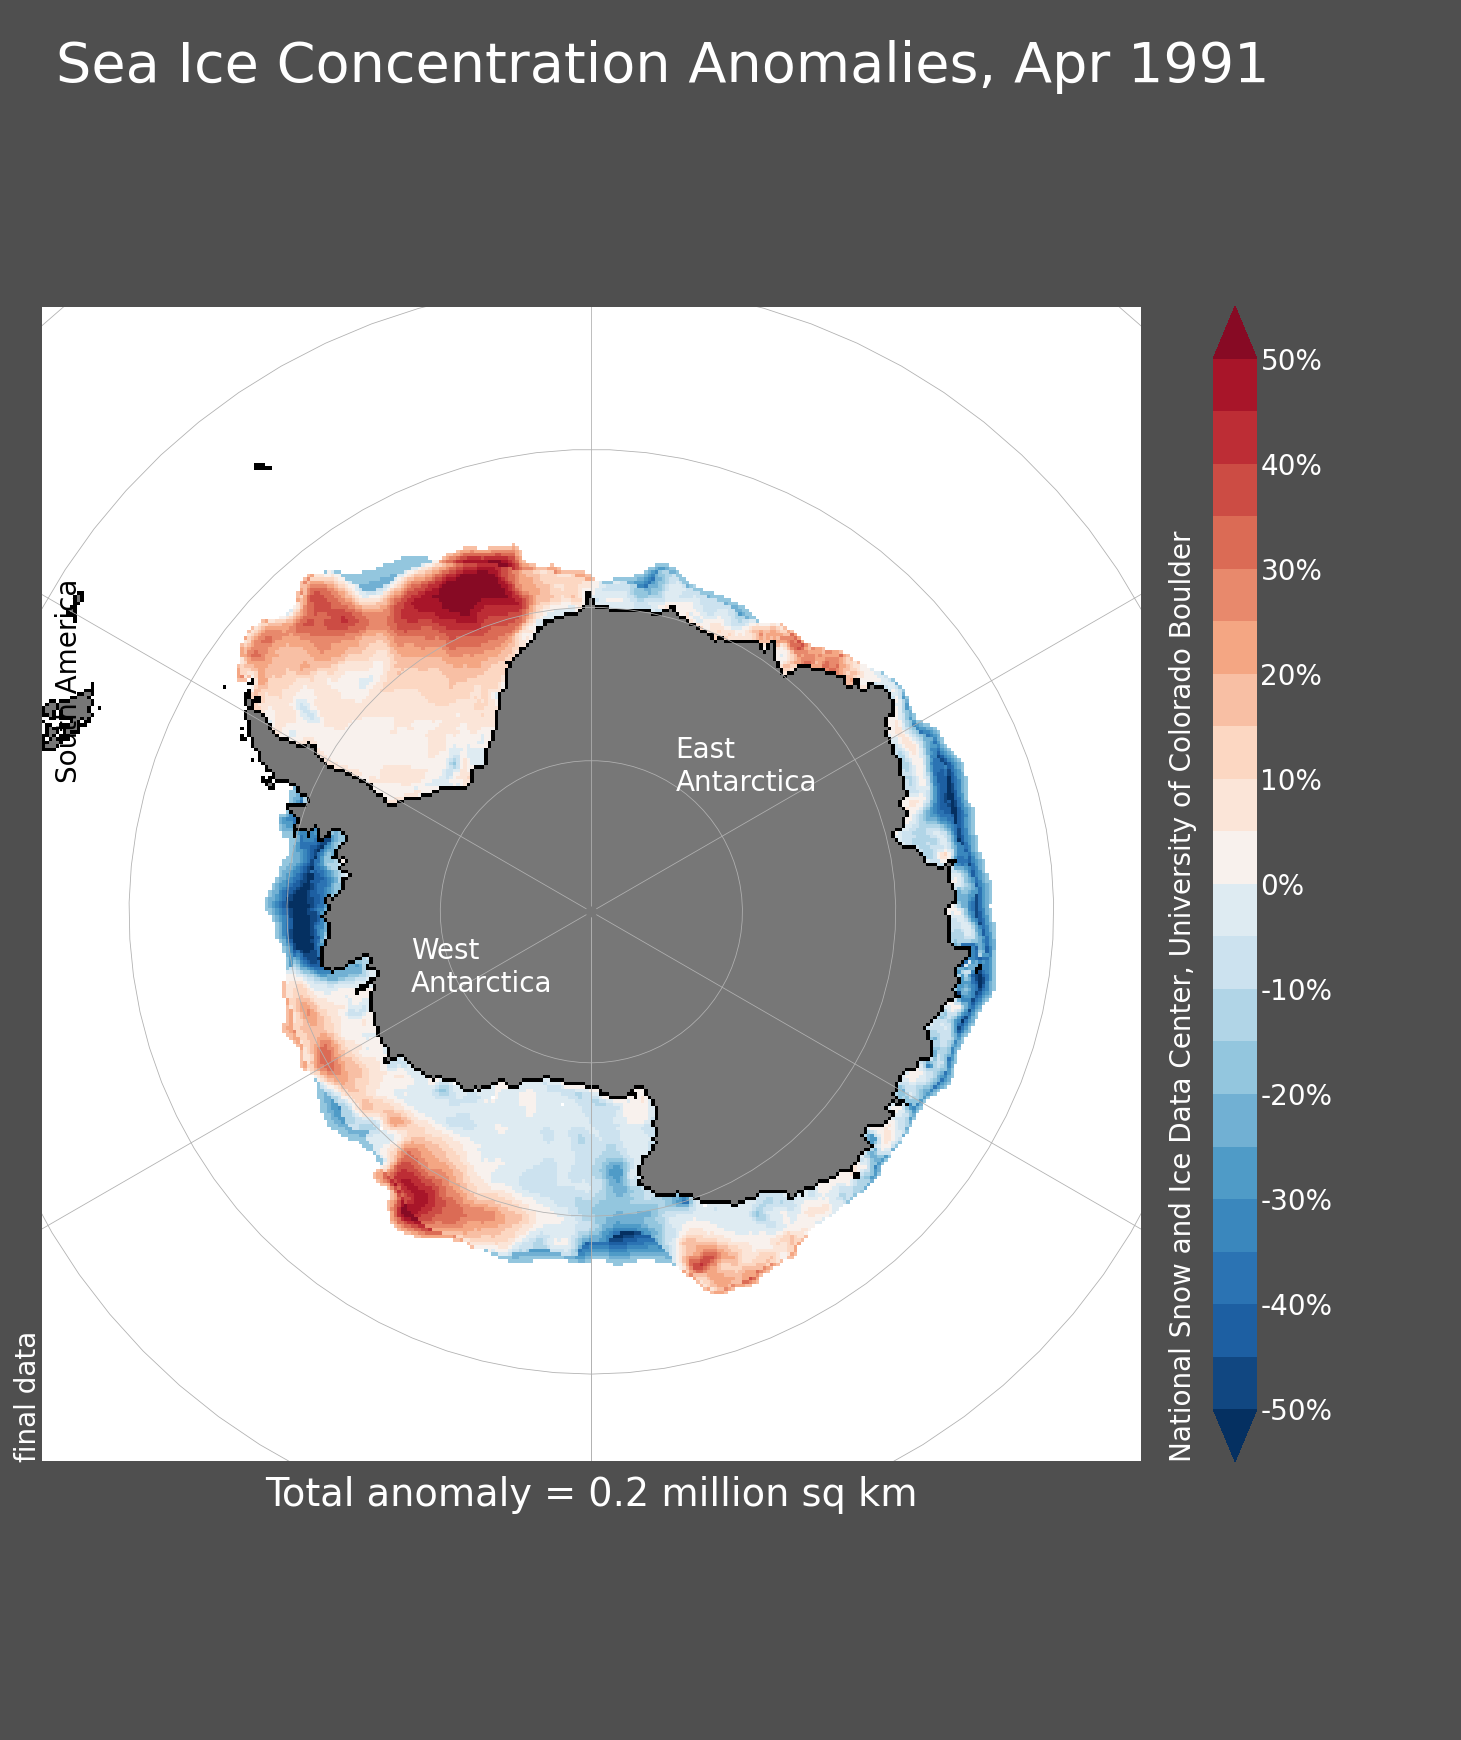 Sea Ice Concentration Anomalies, Apr 1991
South America
East
Antarctica
West
Antarctica
final data
National Snow and Ice Data Center, University of Colorado Boulder
50%
40%
30%
20%
10%
0%
-10%
-20%
-30%
-40%
-50%
Total anomaly = 0.2 million sq km